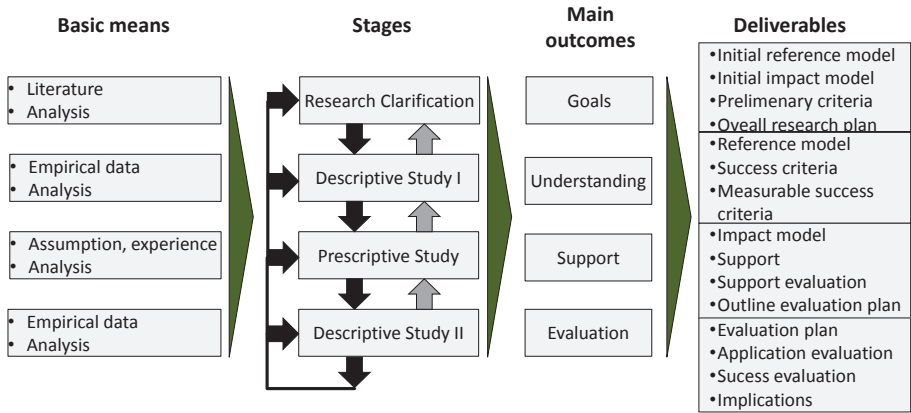 Basic means
Stages
Main
outcomes
Deliverables
• Literature
• Analysis
• Empirical data
• Analysis
• Assumption, experience
• Analysis
• Empirical data
• Analysis
Research Clarification
Descriptive Study I
Prescriptive Study
Descriptive Study II
Goals
Understanding
Support
Evaluation
•Initial reference model
•Initial impact model
•Prelimenary criteria
•Oveall research plan
•Reference model
•Success criteria
•Measurable success
criteria
•Impact model
•Support
•Support evaluation
•Outline evaluation plan
•Evaluation plan
•Application evaluation
•Sucess evaluation
•Implications